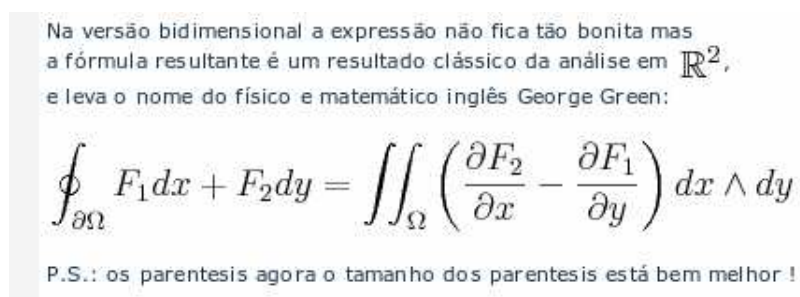 Na versão bidimensional a expressão não fica tão bonita mas
a fórmula resultante é um resultado clássico da análise em ℝ²,
e leva o nome do físico e matemático inglês George Green:
∮_{∂Ω} F₁dx + F₂dy = ∬_Ω (∂F₂/∂x − ∂F₁/∂y) dx ∧ dy
P.S.: os parentesis agora o tamanho dos parentesis está bem melhor !